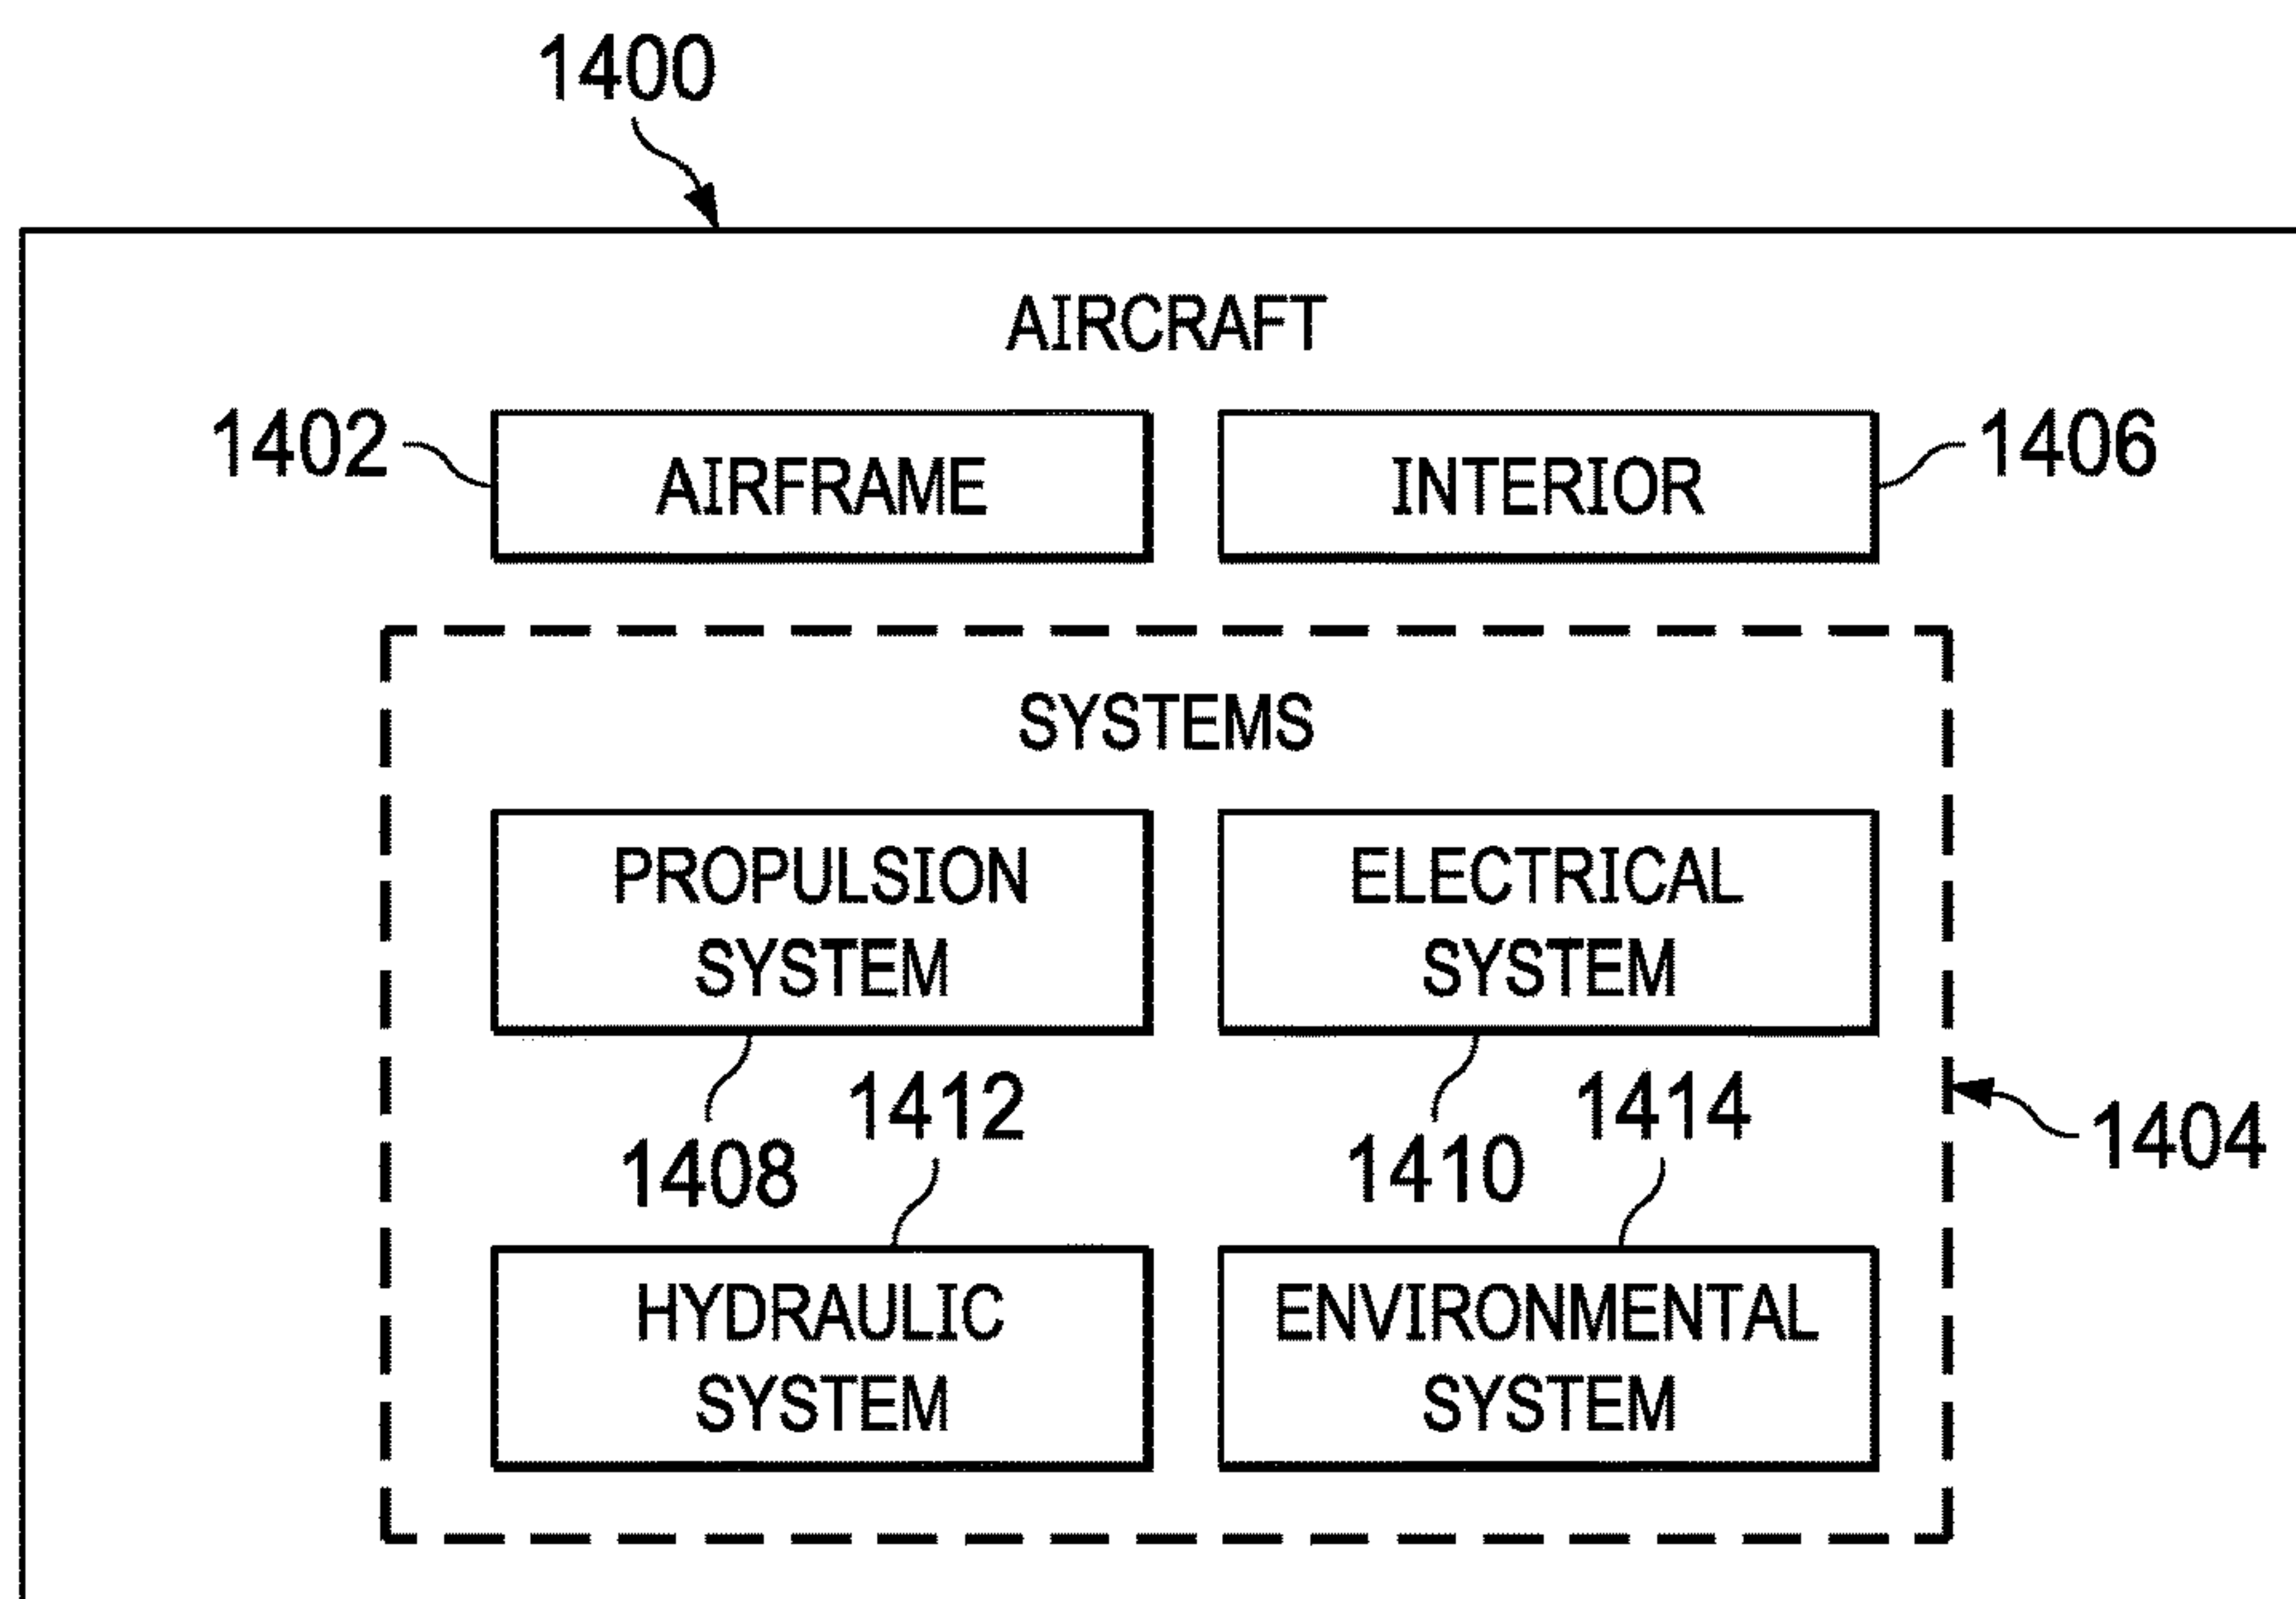 1400
AIRCRAFT
1402
AIRFRAME
INTERIOR
1406
SYSTEMS
PROPULSION
SYSTEM
ELECTRICAL
SYSTEM
1408
1412
1410
1414
1404
HYDRAULIC
SYSTEM
ENVIRONMENTAL
SYSTEM